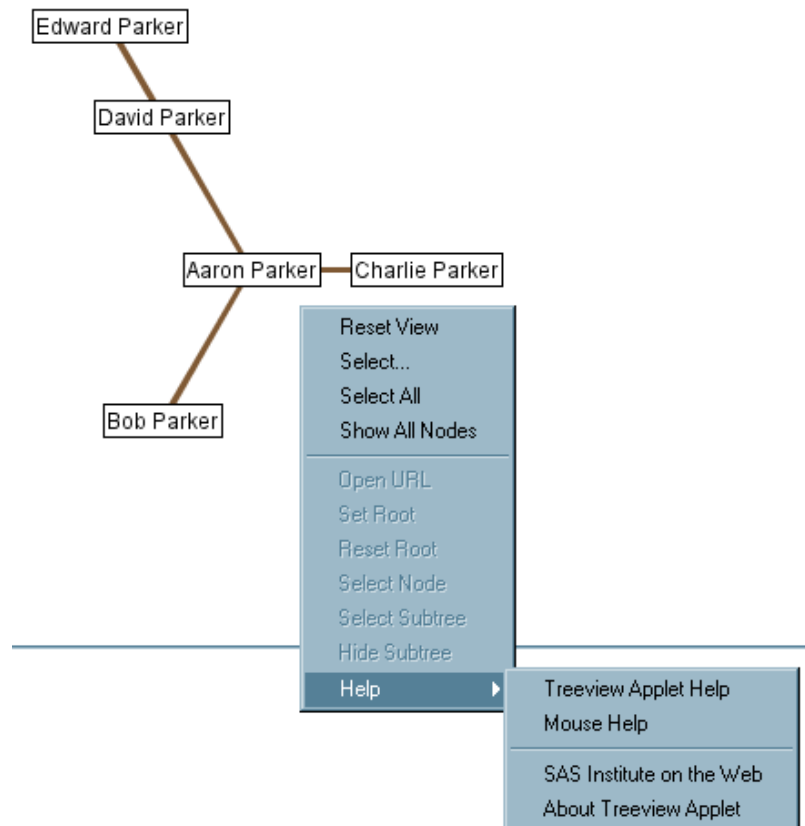 Edward Parker
David Parker
Aaron Parker
Charlie Parker
Bob Parker
Reset View
Select...
Select All
Show All Nodes
Open URL
Set Root
Reset Root
Select Node
Select Subtree
Hide Subtree
Help
Treeview Applet Help
Mouse Help
SAS Institute on the Web
About Treeview Applet